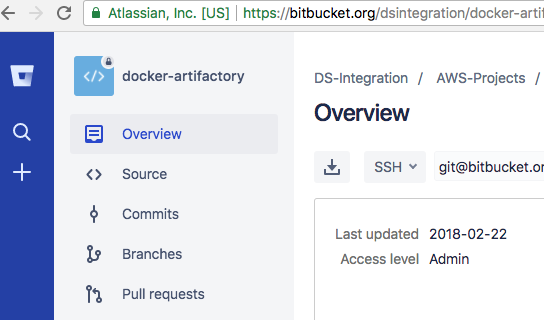 Atlassian, Inc. [US] https://bitbucket.org/dsintegration/docker-artif
docker-artifactory
Overview
Source
Commits
Branches
Pull requests
DS-Integration / AWS-Projects /
Overview
SSH git@bitbucket.or
Last updated 2018-02-22
Access level Admin